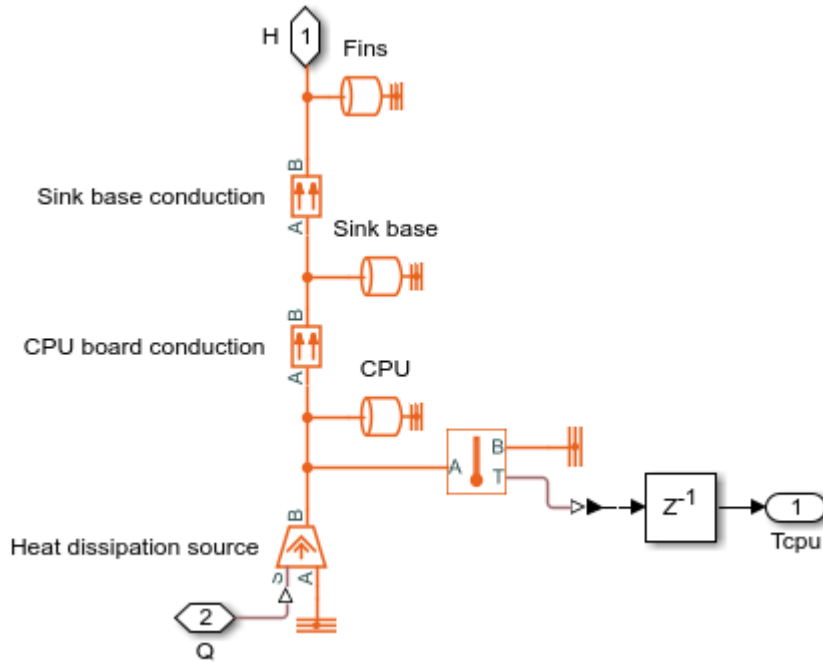 H
1
Fins
B
Sink base conduction
A
Sink base
B
CPU board conduction
A
CPU
A
B
T
Z-1
1
Tcpu
B
Heat dissipation source
S
A
2
Q